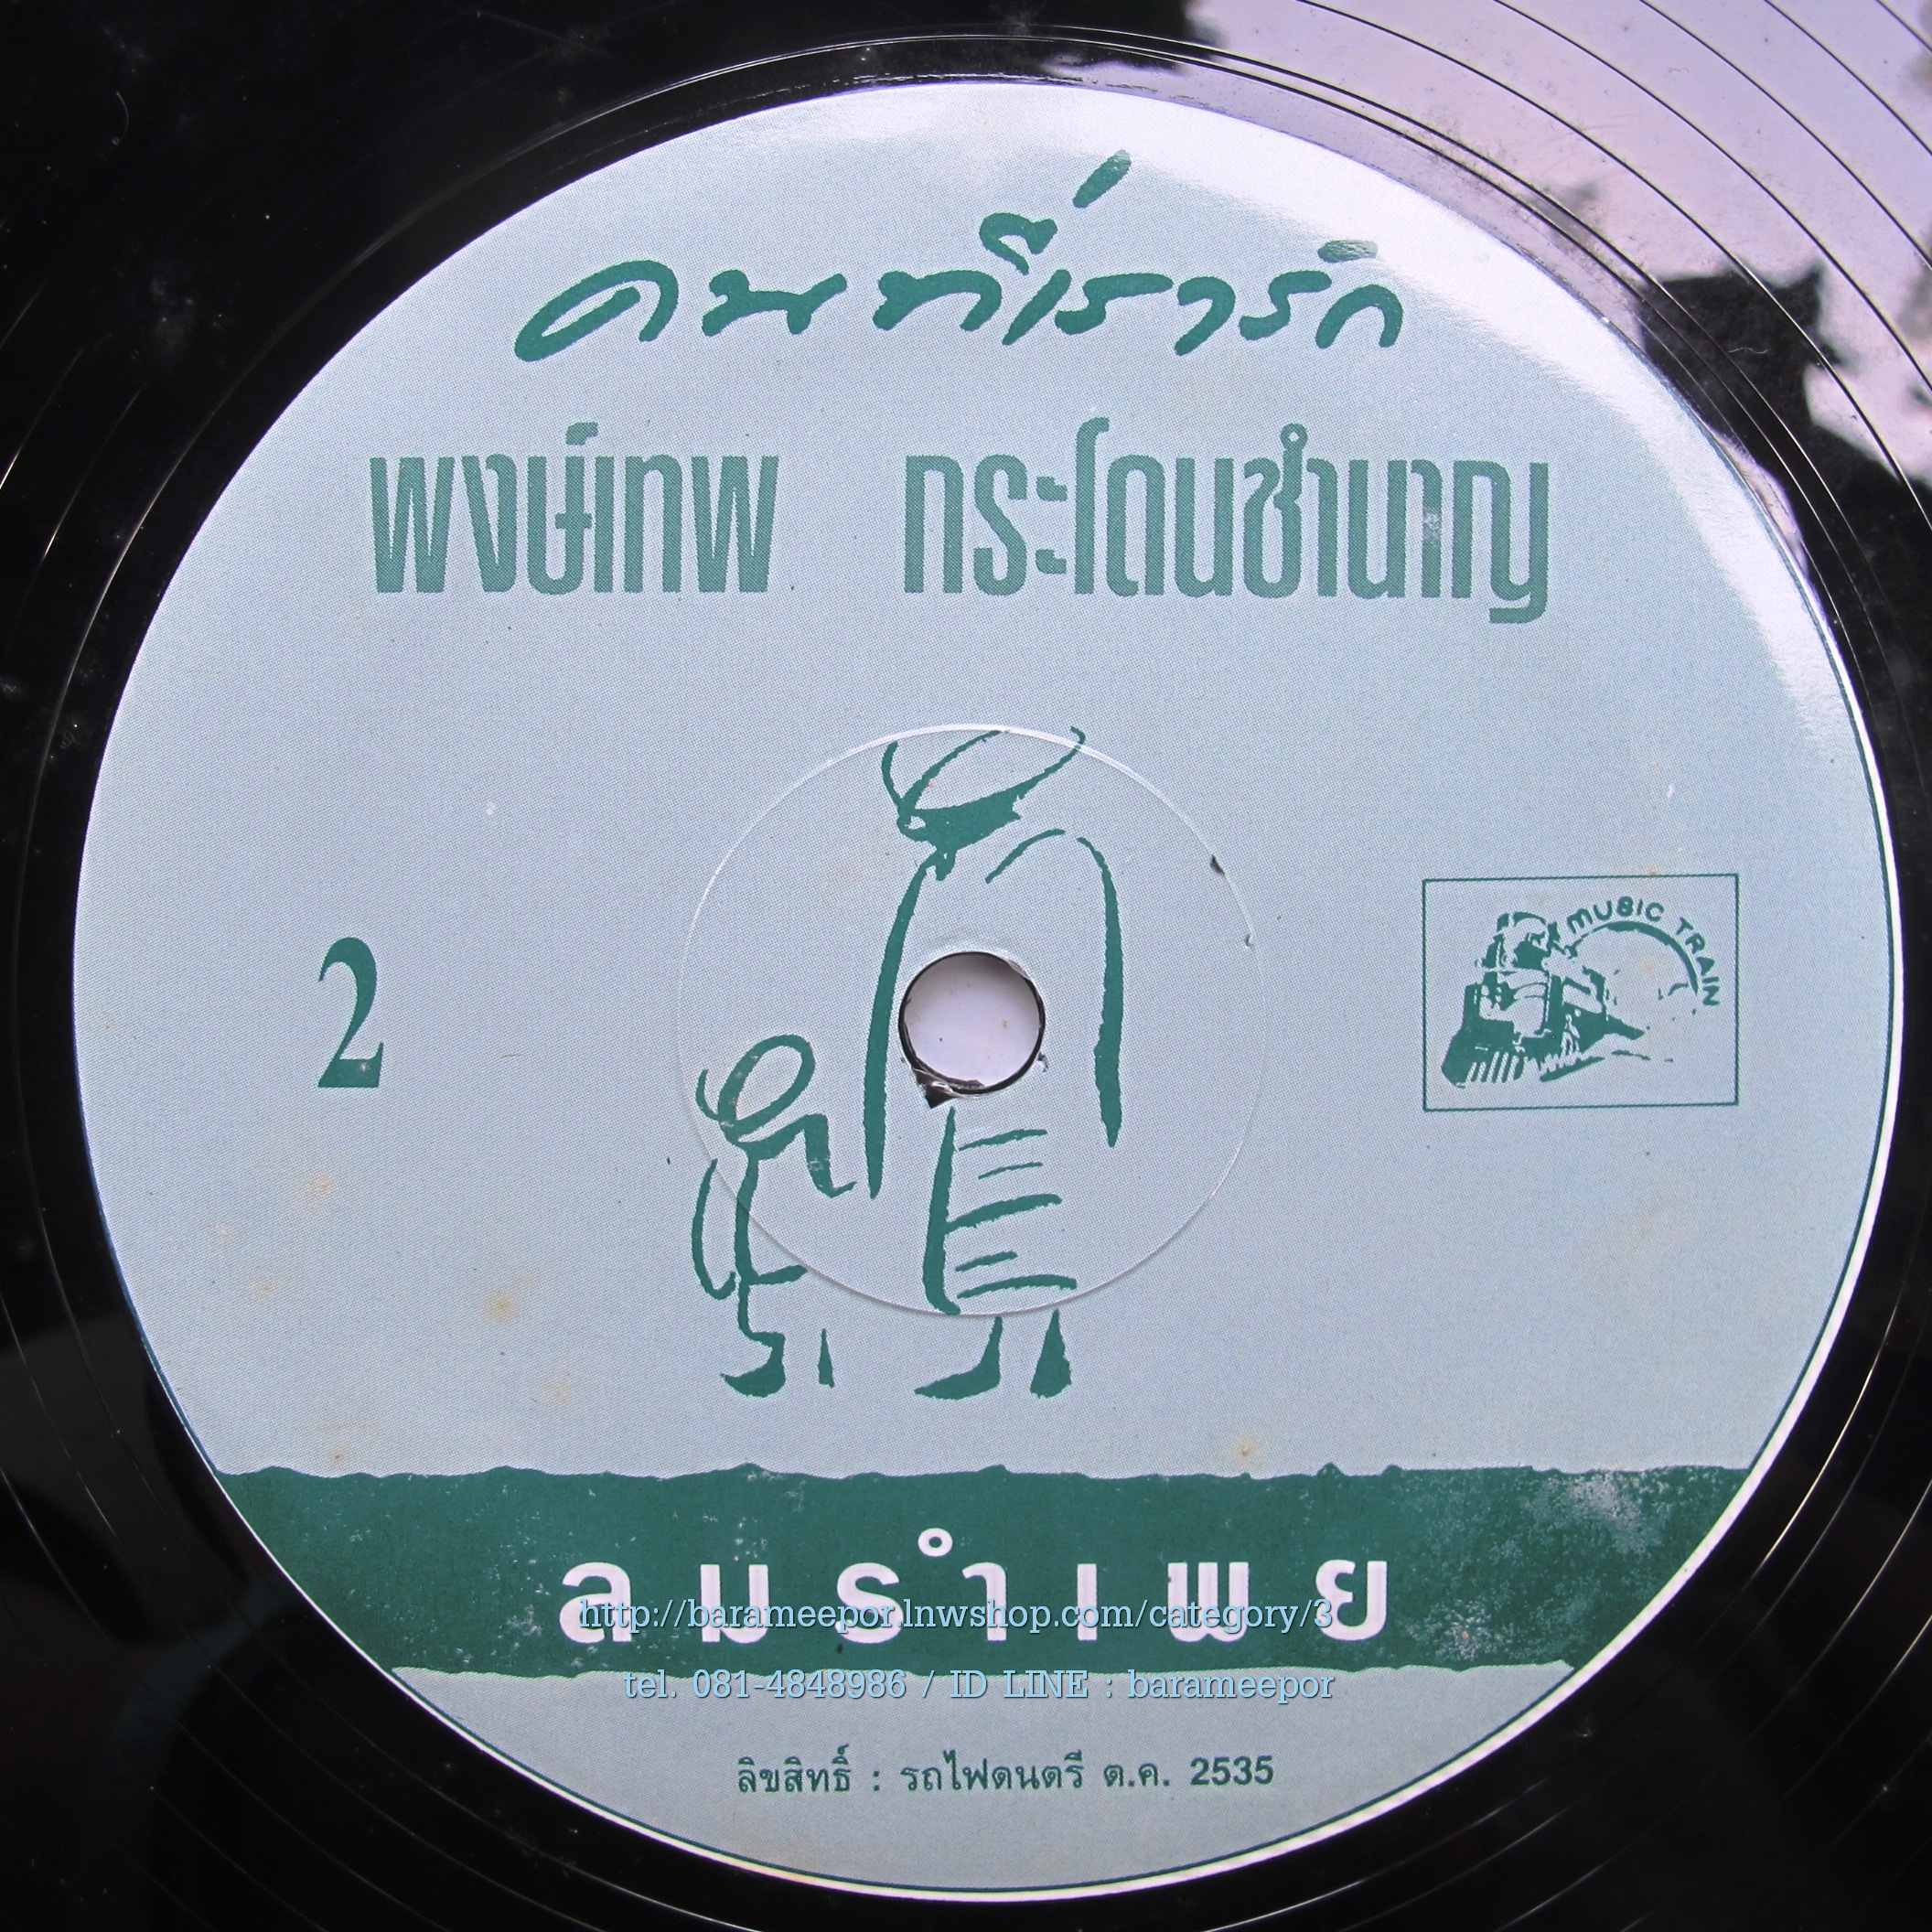 คนที่เรารัก
พงษ์เทพ กระโดนชำนาญ
2
MUSIC TRAIN
ลมรำเพย
http://barameepor.lnwshop.com/category/3
tel. 081-4848986 / ID LINE : barameepor
ลิขสิทธิ์ : รถไฟดนตรี ต.ค. 2535